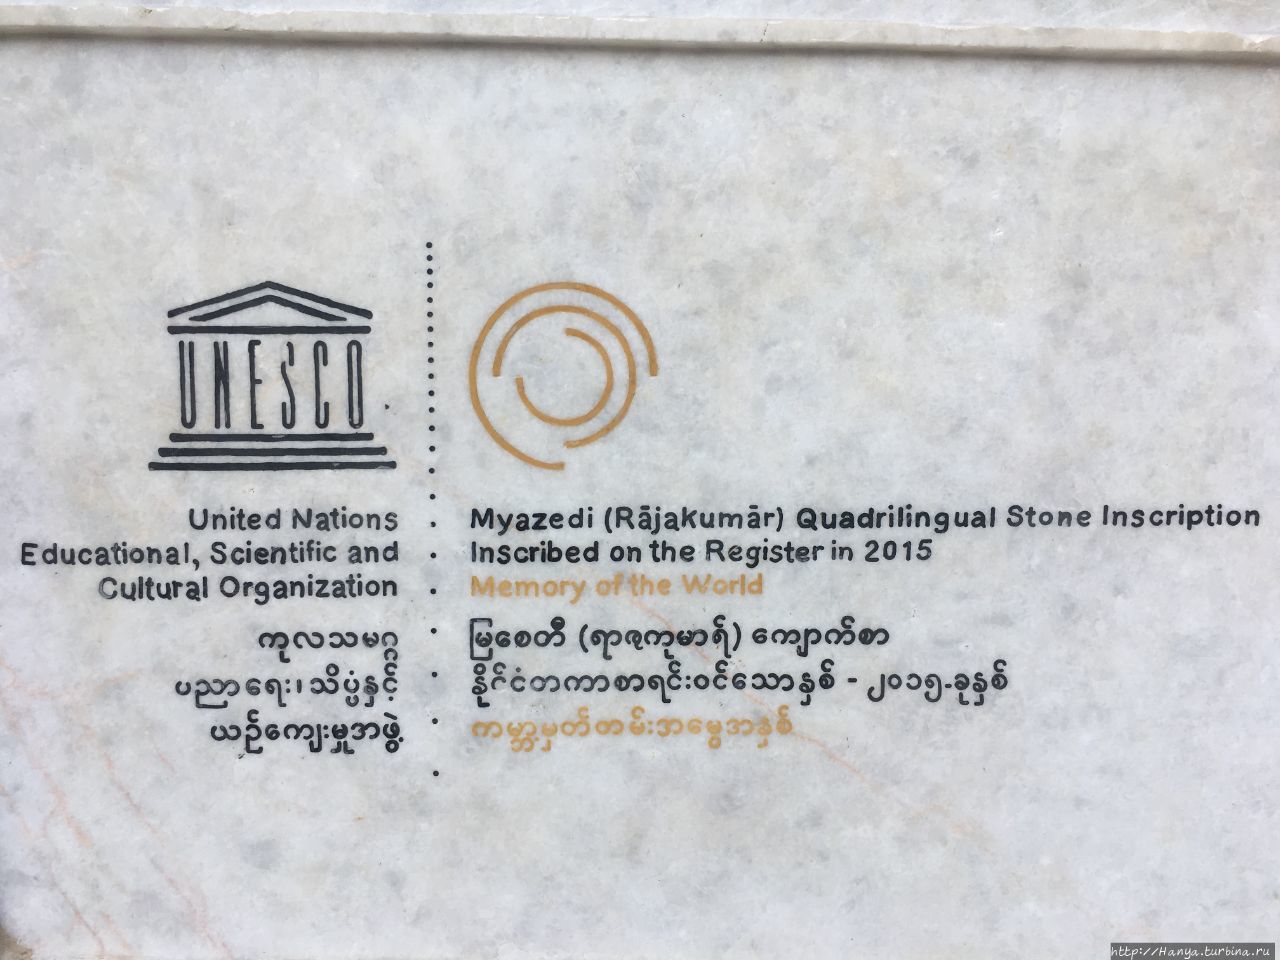 UNESCO
United Nations
Educational, Scientific and
Cultural Organization
Myazedi (Rājakumār) Quadrilingual Stone Inscription
Inscribed on the Register in 2015
Memory of the World
ကုလသမဂ္ဂ
ပညာရေး၊သိပ္ပံနှင့်
ယဉ်ကျေးမှုအဖွဲ့
မြစေတီ (ရာဇကုမာရ်) ကျောက်စာ
နိုင်ငံတကာစာရင်းဝင်သောနှစ် - ၂၀၁၅.ခုနှစ်
ကမ္ဘာ့မှတ်တမ်းအမွေအနှစ်
http://Hanya.turbina.ru